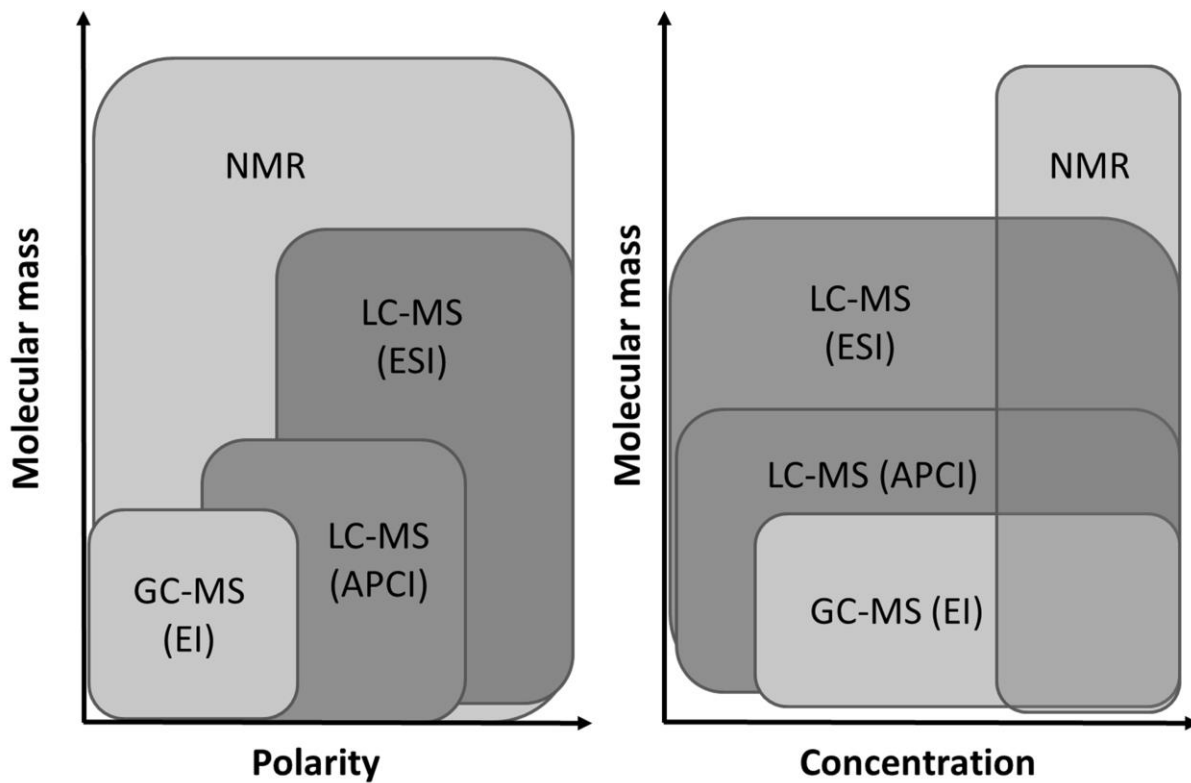 Molecular mass
NMR
LC-MS
(ESI)
LC-MS
(APCI)
GC-MS
(EI)
Polarity
Molecular mass
NMR
LC-MS
(ESI)
LC-MS (APCI)
GC-MS (EI)
Concentration